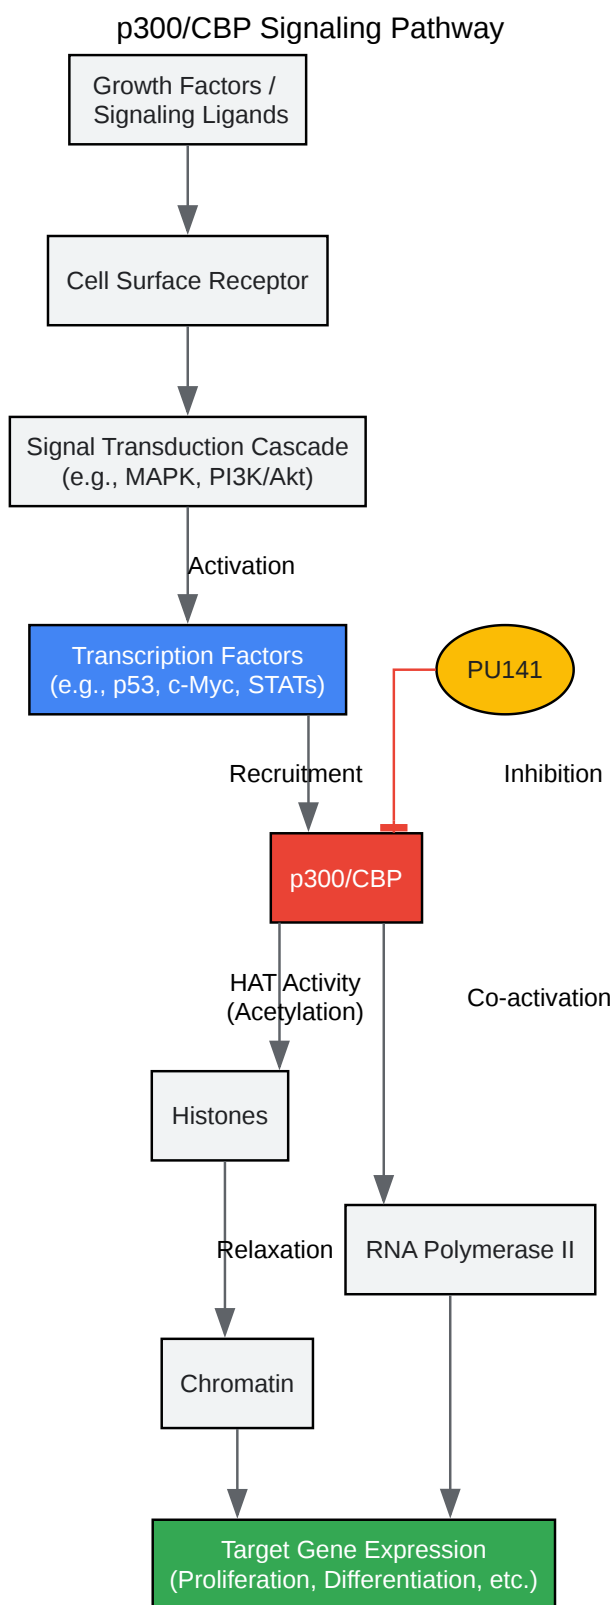 p300/CBP Signaling Pathway
Growth Factors /
Signaling Ligands
Cell Surface Receptor
Signal Transduction Cascade
(e.g., MAPK, PI3K/Akt)
Activation
Transcription Factors
(e.g., p53, c-Myc, STATs)
PU141
Recruitment
Inhibition
p300/CBP
HAT Activity
(Acetylation)
Co-activation
Histones
Relaxation
RNA Polymerase II
Chromatin
Target Gene Expression
(Proliferation, Differentiation, etc.)